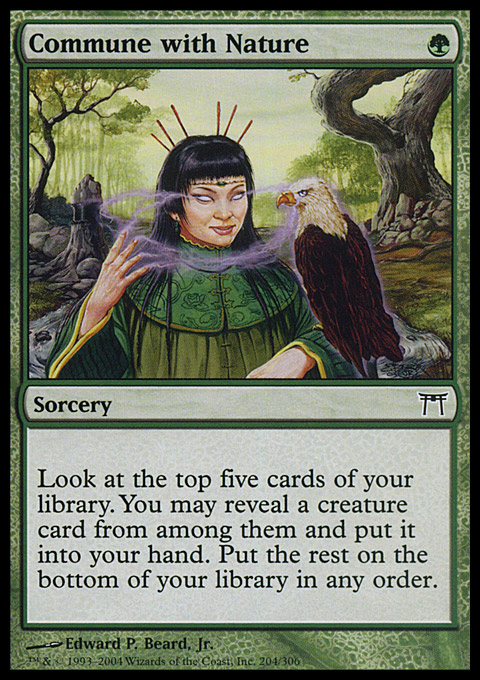 Commune with Nature
Sorcery
Look at the top five cards of your
library. You may reveal a creature
card from among them and put it
into your hand. Put the rest on the
bottom of your library in any order.
Edward P. Beard, Jr.
™ & © 1993–2004 Wizards of the Coast, Inc. 204/306